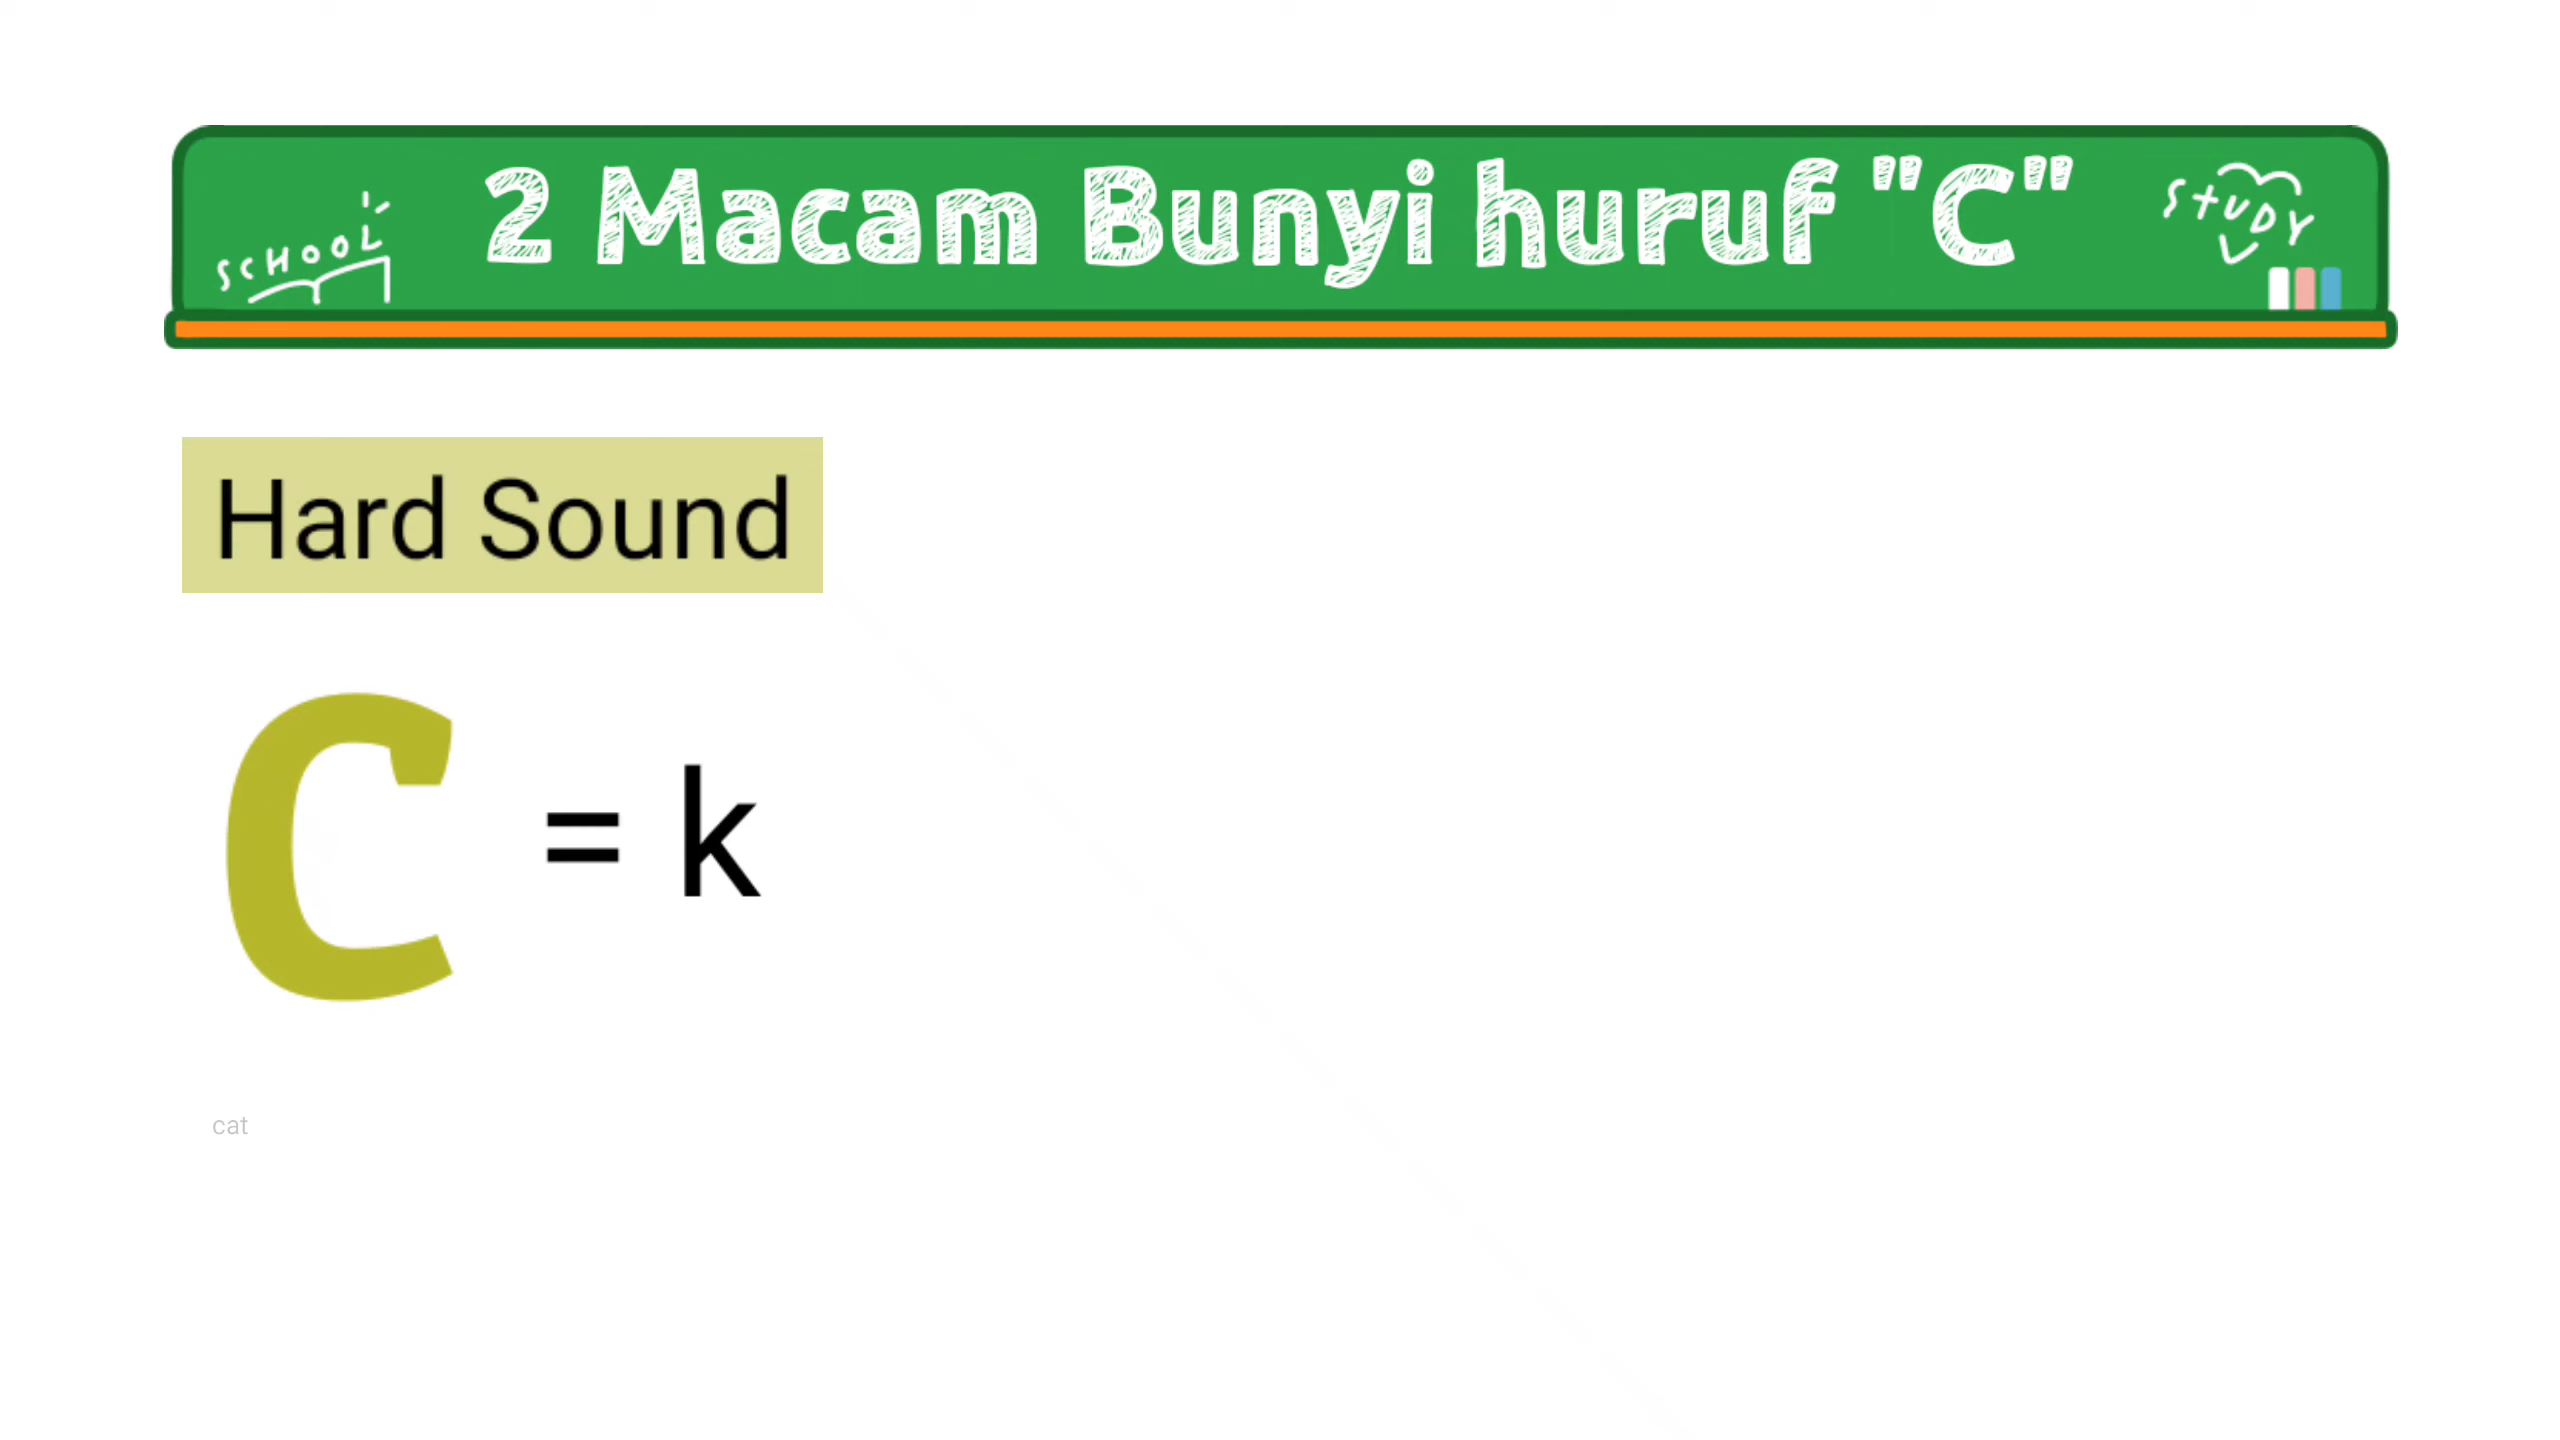 2 Macam Bunyi huruf "C"
SCHOOL
STUDY
Hard Sound
C = k
cat